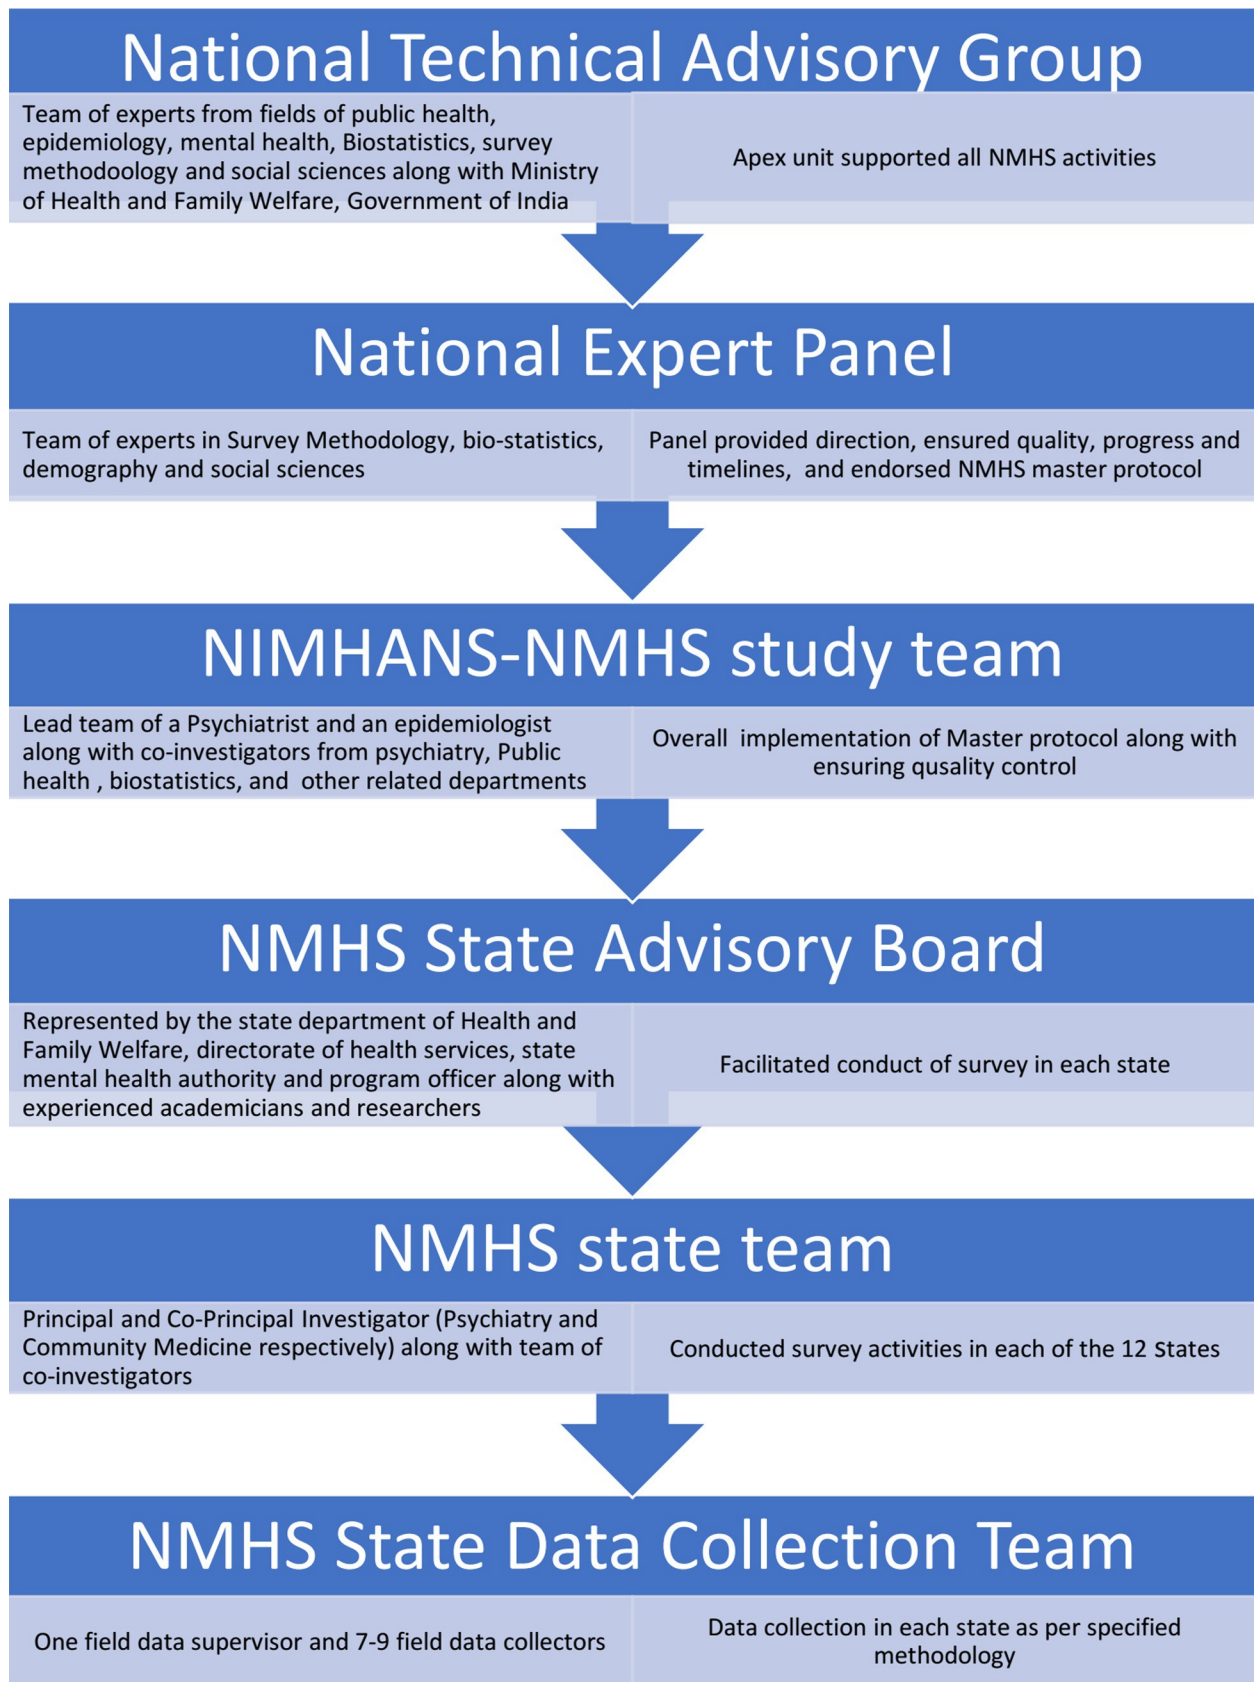 National Technical Advisory Group
Team of experts from fields of public health,
epidemiology, mental health, Biostatistics, survey
methodoology and social sciences along with Ministry
of Health and Family Welfare, Government of India
Apex unit supported all NMHS activities
National Expert Panel
Team of experts in Survey Methodology, bio-statistics,
demography and social sciences
Panel provided direction, ensured quality, progress and
timelines, and endorsed NMHS master protocol
NIMHANS-NMHS study team
Lead team of a Psychiatrist and an epidemiologist
along with co-investigators from psychiatry, Public
health , biostatistics, and other related departments
Overall implementation of Master protocol along with
ensuring qusality control
NMHS State Advisory Board
Represented by the state department of Health and
Family Welfare, directorate of health services, state
mental health authority and program officer along with
experienced academicians and researchers
Facilitated conduct of survey in each state
NMHS state team
Principal and Co-Principal Investigator (Psychiatry and
Community Medicine respectively) along with team of
co-investigators
Conducted survey activities in each of the 12 States
NMHS State Data Collection Team
One field data supervisor and 7-9 field data collectors
Data collection in each state as per specified
methodology